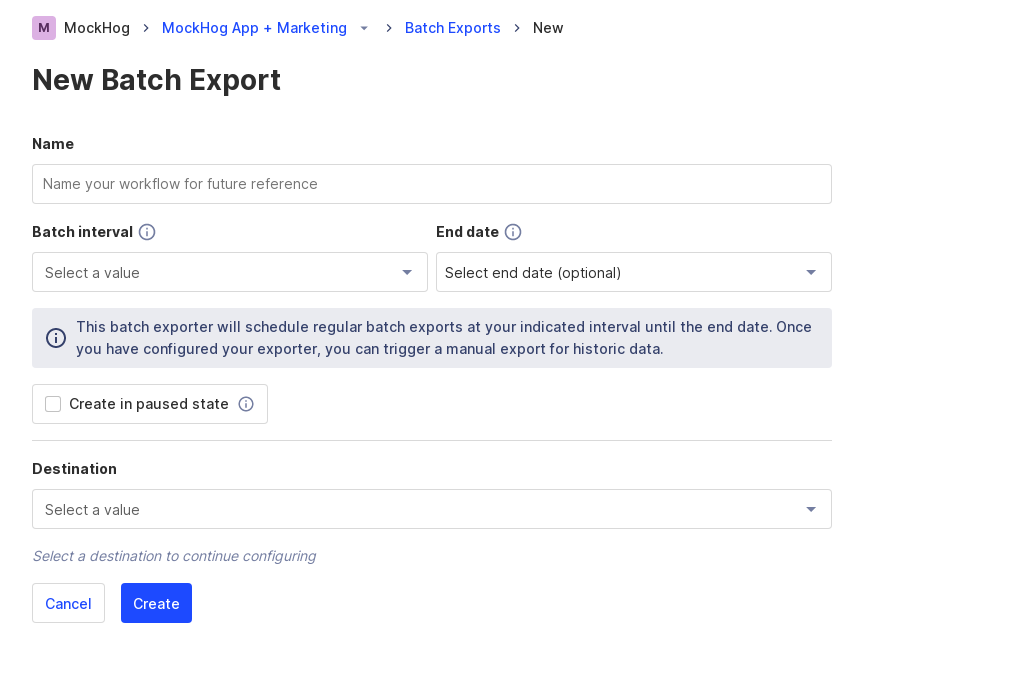 M MockHog MockHog App + Marketing Batch Exports New
New Batch Export
Name
Name your workflow for future reference
Batch interval End date
Select a value Select end date (optional)
This batch exporter will schedule regular batch exports at your indicated interval until the end date. Once
you have configured your exporter, you can trigger a manual export for historic data.
Create in paused state
Destination
Select a value
Select a destination to continue configuring
Cancel Create